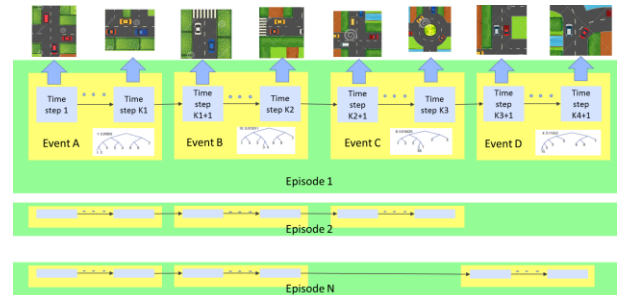 Time step 1
Time step K1
Time step K1+1
Time step K2
Time step K2+1
Time step K3
Time step K3+1
Time step K4+1
Event A
Event B
Event C
Event D
Episode 1
Episode 2
Episode N